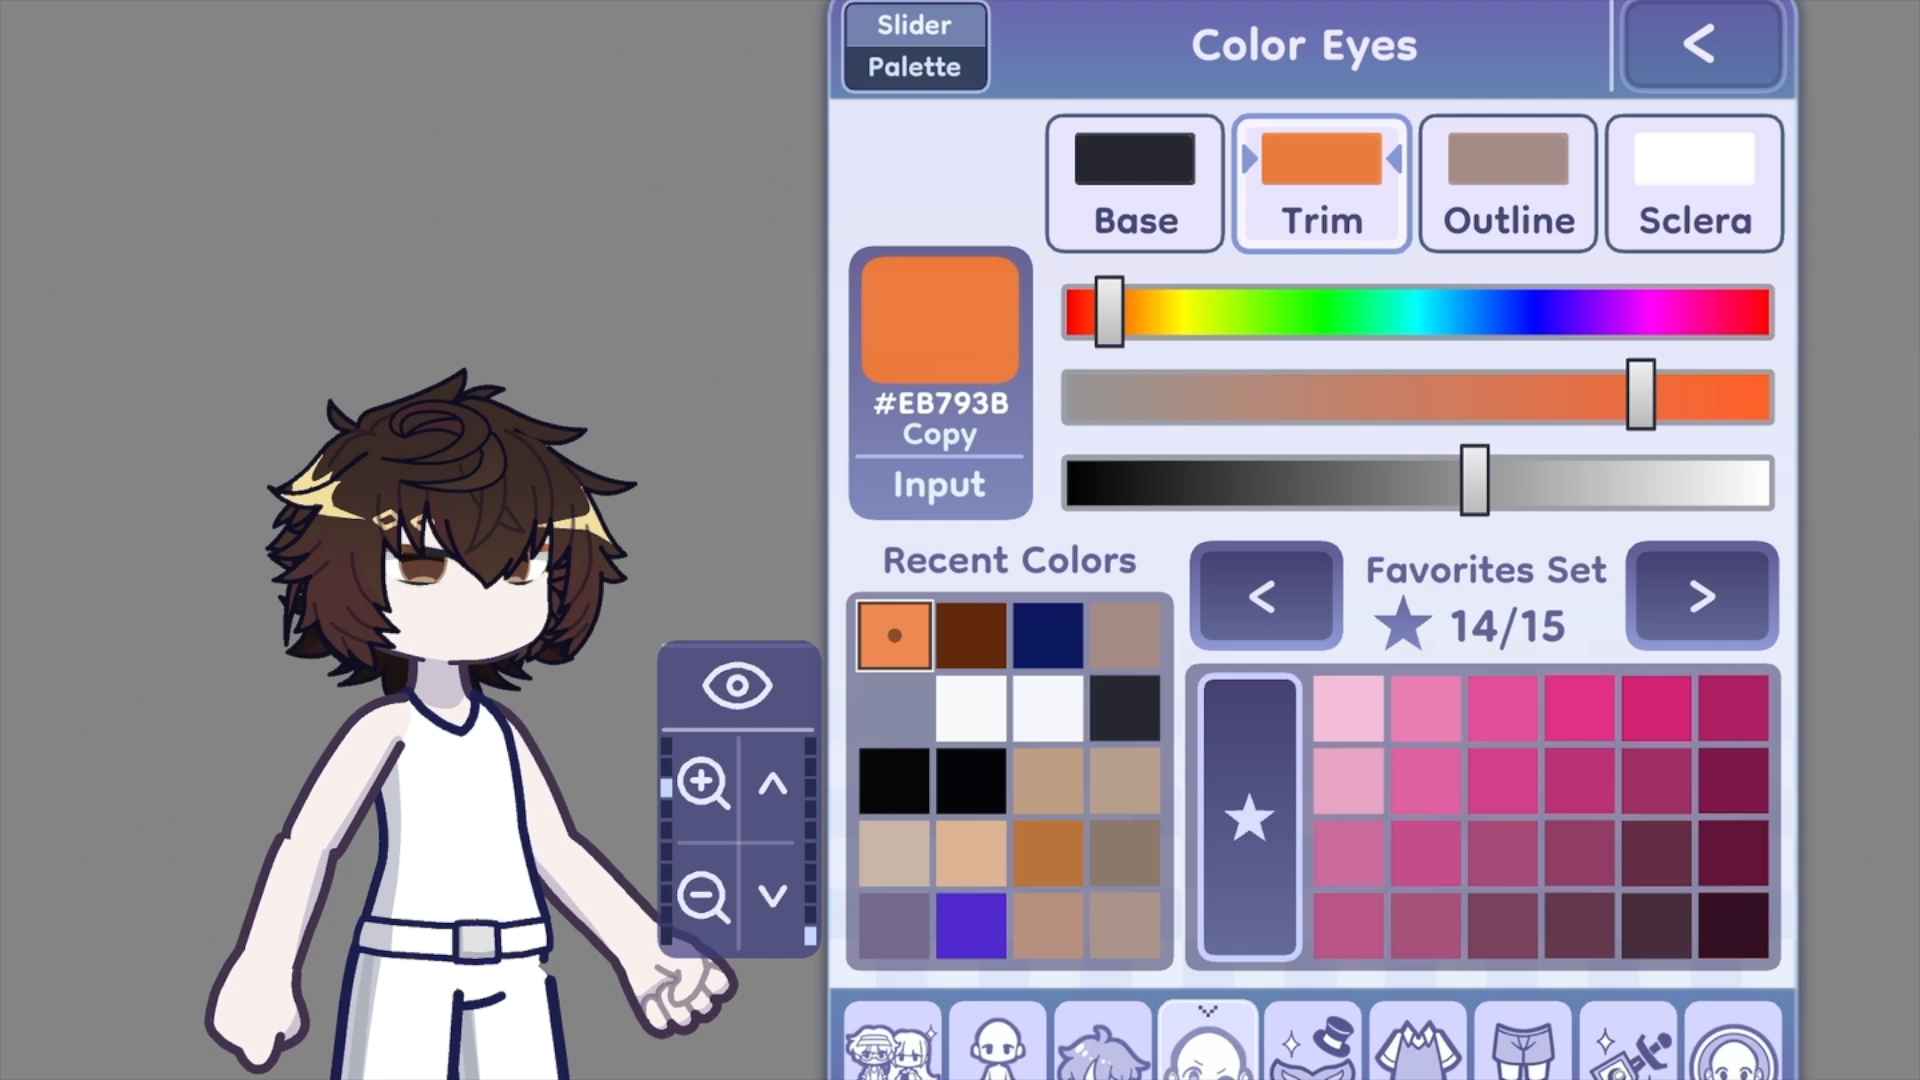 Slider
Palette
Color Eyes
<
Base
Trim
Outline
Sclera
#EB793B
Copy
Input
Recent Colors
<
Favorites Set
14/15
>